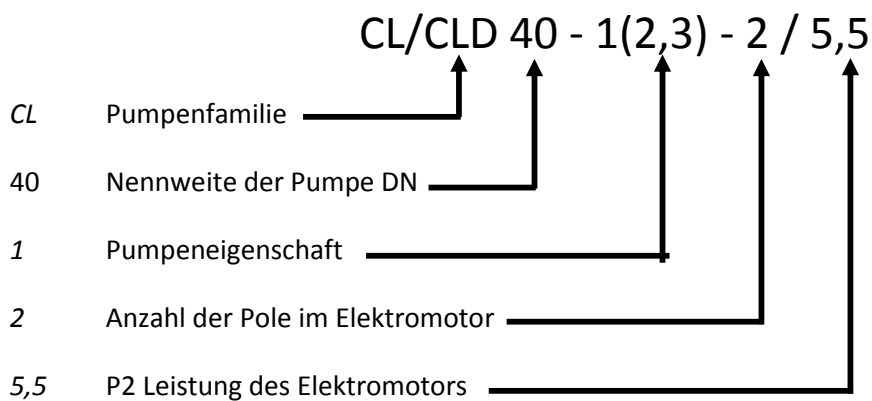 CL/CLD 40 - 1(2,3) - 2 / 5,5
CL Pumpenfamilie
40 Nennweite der Pumpe DN
1 Pumpeneigenschaft
2 Anzahl der Pole im Elektromotor
5,5 P2 Leistung des Elektromotors